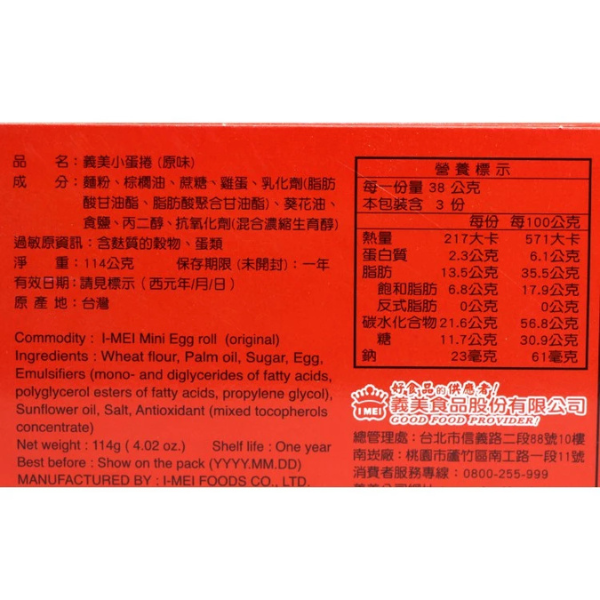 品 名：義美小蛋捲(原味)
成 分：麵粉、棕櫚油、蔗糖、雞蛋、乳化劑(脂肪
酸甘油酯、脂肪酸聚合甘油酯)、葵花油、
食鹽、丙二醇、抗氧化劑(混合濃縮生育醇)
過敏原資訊：含麩質的穀物、蛋類
淨 重：114公克 保存期限(未開封)：一年
有效日期：請見標示(西元年/月/日)
原產地：台灣
Commodity : I-MEI Mini Egg roll (original)
Ingredients : Wheat flour, Palm oil, Sugar, Egg,
Emulsifiers (mono- and diglycerides of fatty acids,
polyglycerol esters of fatty acids, propylene glycol),
Sunflower oil, Salt, Antioxidant (mixed tocopherols
concentrate)
Net weight : 114g ( 4.02 oz.) Shelf life : One year
Best before : Show on the pack (YYYY.MM.DD)
MANUFACTURED BY : I-MEI FOODS CO., LTD.
營養標示
每一份量 38 公克
本包裝含 3 份
每份 每100公克
熱量 217大卡 571大卡
蛋白質 2.3公克 6.1公克
脂肪 13.5公克 35.5公克
飽和脂肪 6.8公克 17.9公克
反式脂肪 0公克 0公克
碳水化合物 21.6公克 56.8公克
糖 11.7公克 30.9公克
鈉 23毫克 61毫克
好食品的供應者!
I MEI 義美食品股份有限公司
GOOD FOOD PROVIDER!
總管理處：台北市信義路二段88號10樓
南崁廠：桃園市蘆竹區南工路一段11號
消費者服務專線：0800-255-999